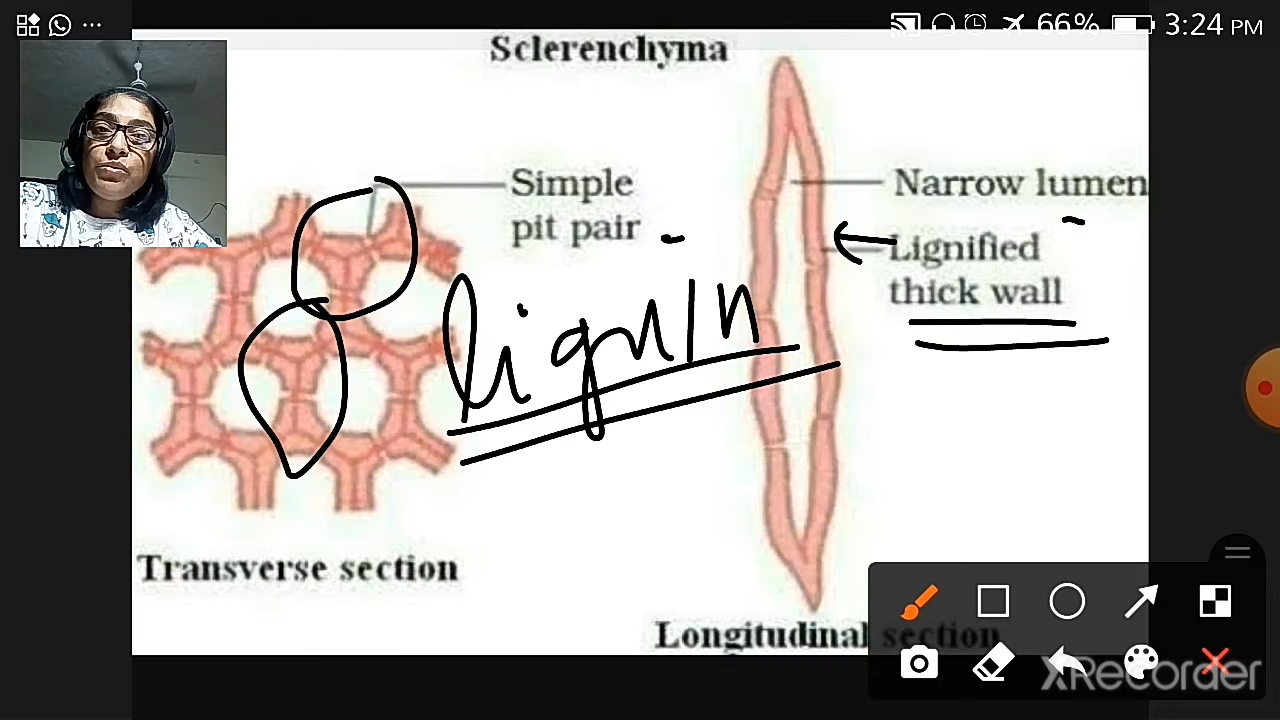 66% 3:24 PM
Sclerenchyma
Simple
pit pair
Narrow lumen
Lignified
thick wall
lignin
Transverse section
Longitudinal section
XRecorder